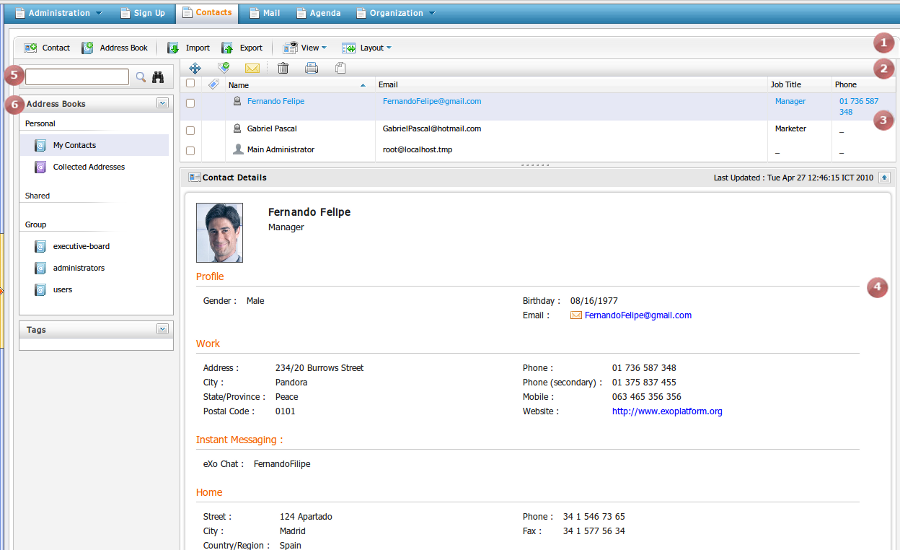 Administration Sign Up Contacts Mail Agenda Organization
Contact Address Book Import Export View Layout 1
2
5
Name Email Job Title Phone
6 Address Books
Fernando Felipe FernandoFelipe@gmail.com Manager 01 736 587
348
3
Personal
Gabriel Pascal GabrielPascal@hotmail.com Marketer _
My Contacts
Main Administrator root@localhost.tmp _ _
Collected Addresses
Contact Details Last Updated : Tue Apr 27 12:46:15 ICT 2010
Shared
Group
executive-board
administrators
users
Tags
Fernando Felipe
Manager
Profile
4
Gender : Male Birthday : 08/16/1977
Email : FernandoFelipe@gmail.com
Work
Address : 234/20 Burrows Street Phone : 01 736 587 348
City : Pandora Phone (secondary) : 01 375 837 455
State/Province : Peace Mobile : 063 465 356 356
Postal Code : 0101 Website : http://www.exoplatform.org
Instant Messaging :
eXo Chat : FernandoFilipe
Home
Street : 124 Apartado Phone : 34 1 546 73 65
City : Madrid Fax : 34 1 577 56 34
Country/Region : Spain